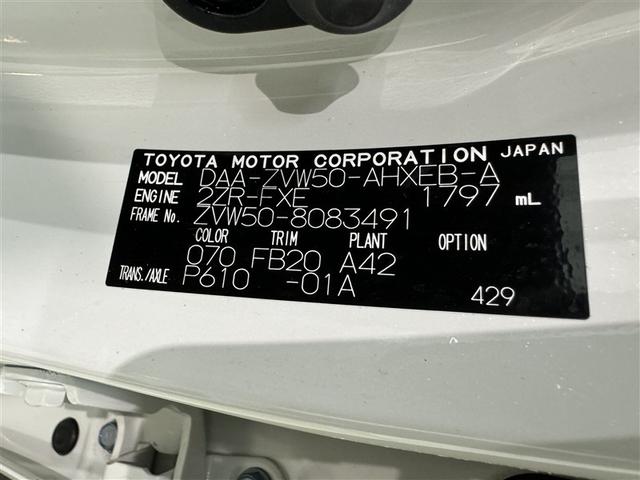 TOYOTA MOTOR CORPORATION JAPAN
MODEL DAA-ZVW50-AHXEB-A
ENGINE 2ZR-FXE 1797 mL
FRAME No. ZVW50-8083491
COLOR TRIM PLANT OPTION
070 FB20 A42
TRANS./AXLE P610 -01A
429